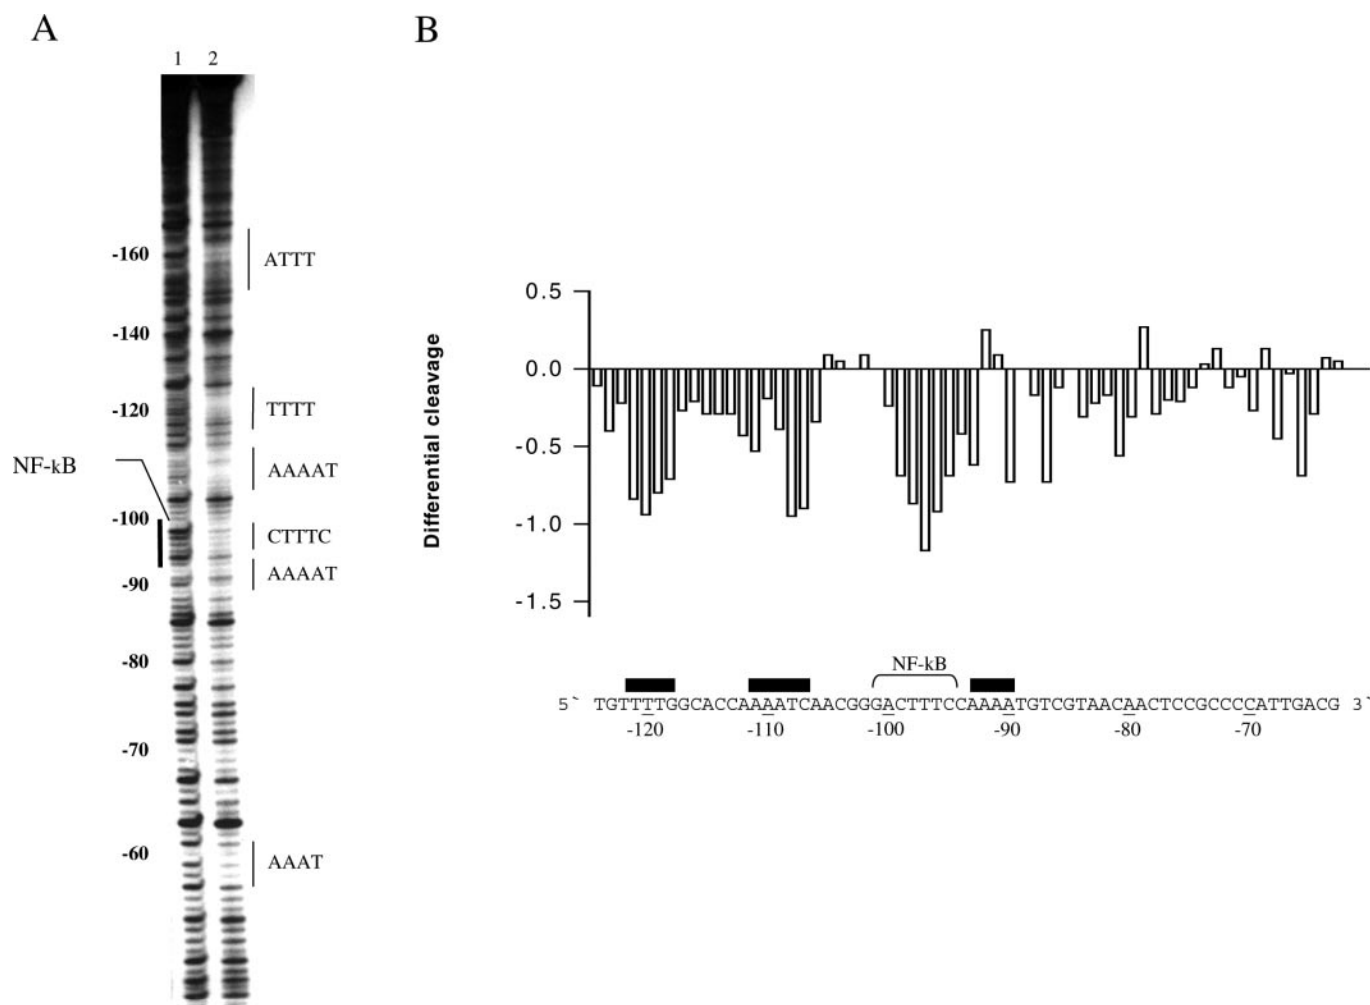 A
B
1 2
-160
ATTT
-140
-120
TTTT
NF-kB
AAAAT
-100
CTTTC
AAAAT
-90
-80
-70
-60
AAAT
Differential cleavage
0.5
0.0
-0.5
-1.0
-1.5
NF-kB
5` TGTTTTGGCACCAAAATCAACGGGACTTTCCAAAATGTCGTAACAACTCCGCCCCATTGACG 3`
-120 -110 -100 -90 -80 -70